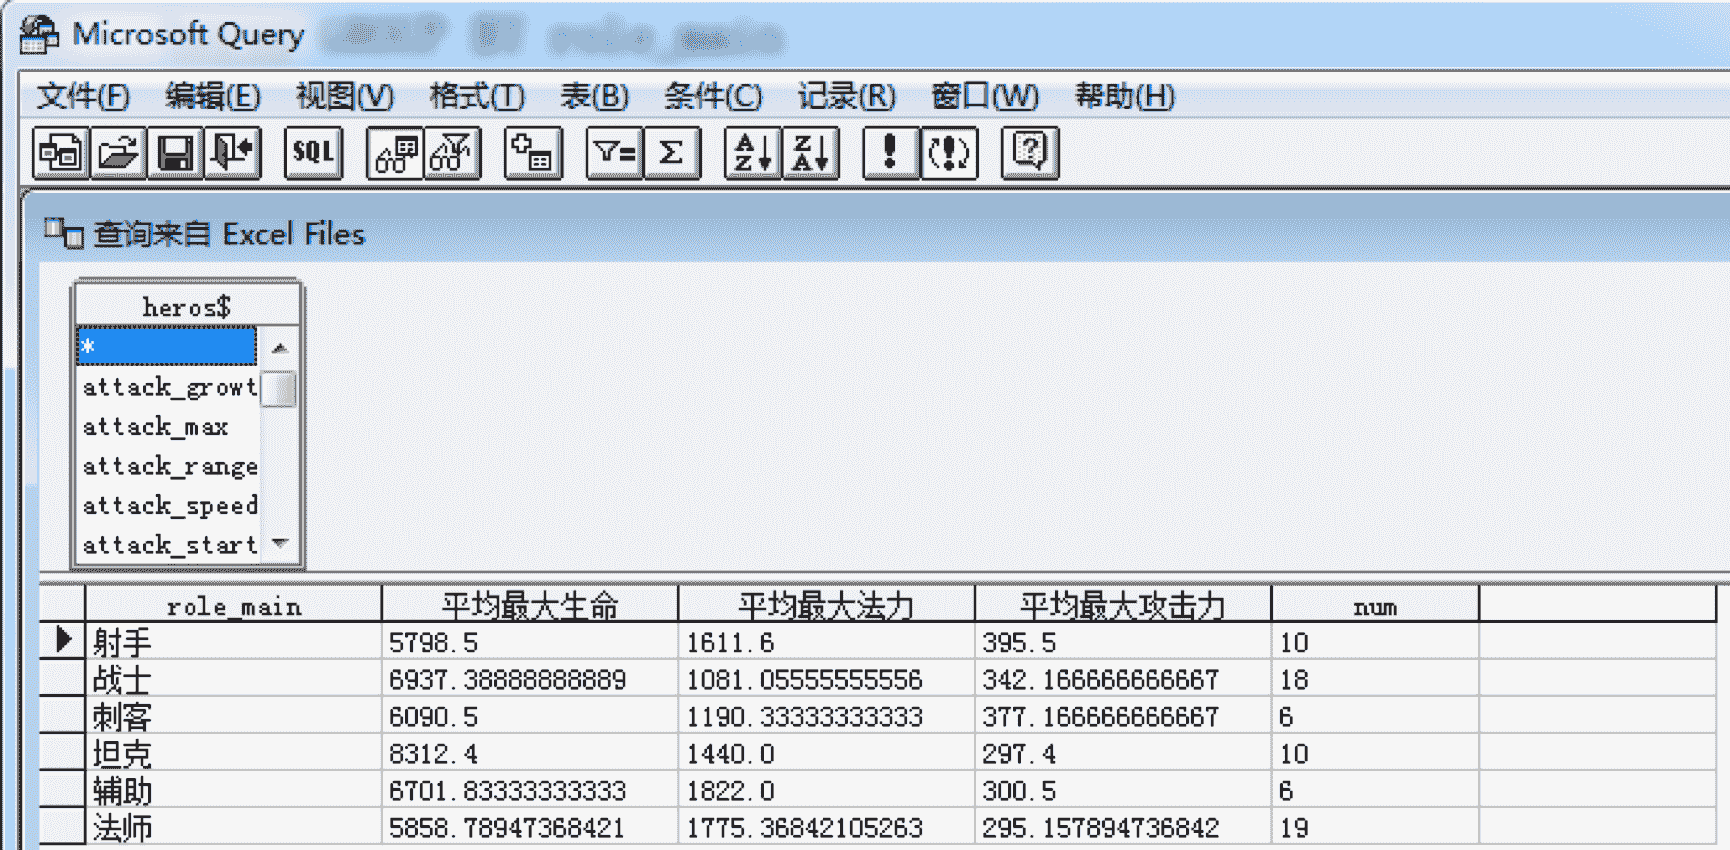 Microsoft Query
文件(F) 编辑(E) 视图(V) 格式(T) 表(B) 条件(C) 记录(R) 窗口(W) 帮助(H)
SQL
查询来自 Excel Files
heros$
*
attack_growt
attack_max
attack_range
attack_speed
attack_start
role_main 平均最大生命 平均最大法力 平均最大攻击力 num
射手 5798.5 1611.6 395.5 10
战士 6937.38888888889 1081.05555555556 342.166666666667 18
刺客 6090.5 1190.33333333333 377.166666666667 6
坦克 8312.4 1440.0 297.4 10
辅助 6701.83333333333 1822.0 300.5 6
法师 5858.78947368421 1775.36842105263 295.157894736842 19